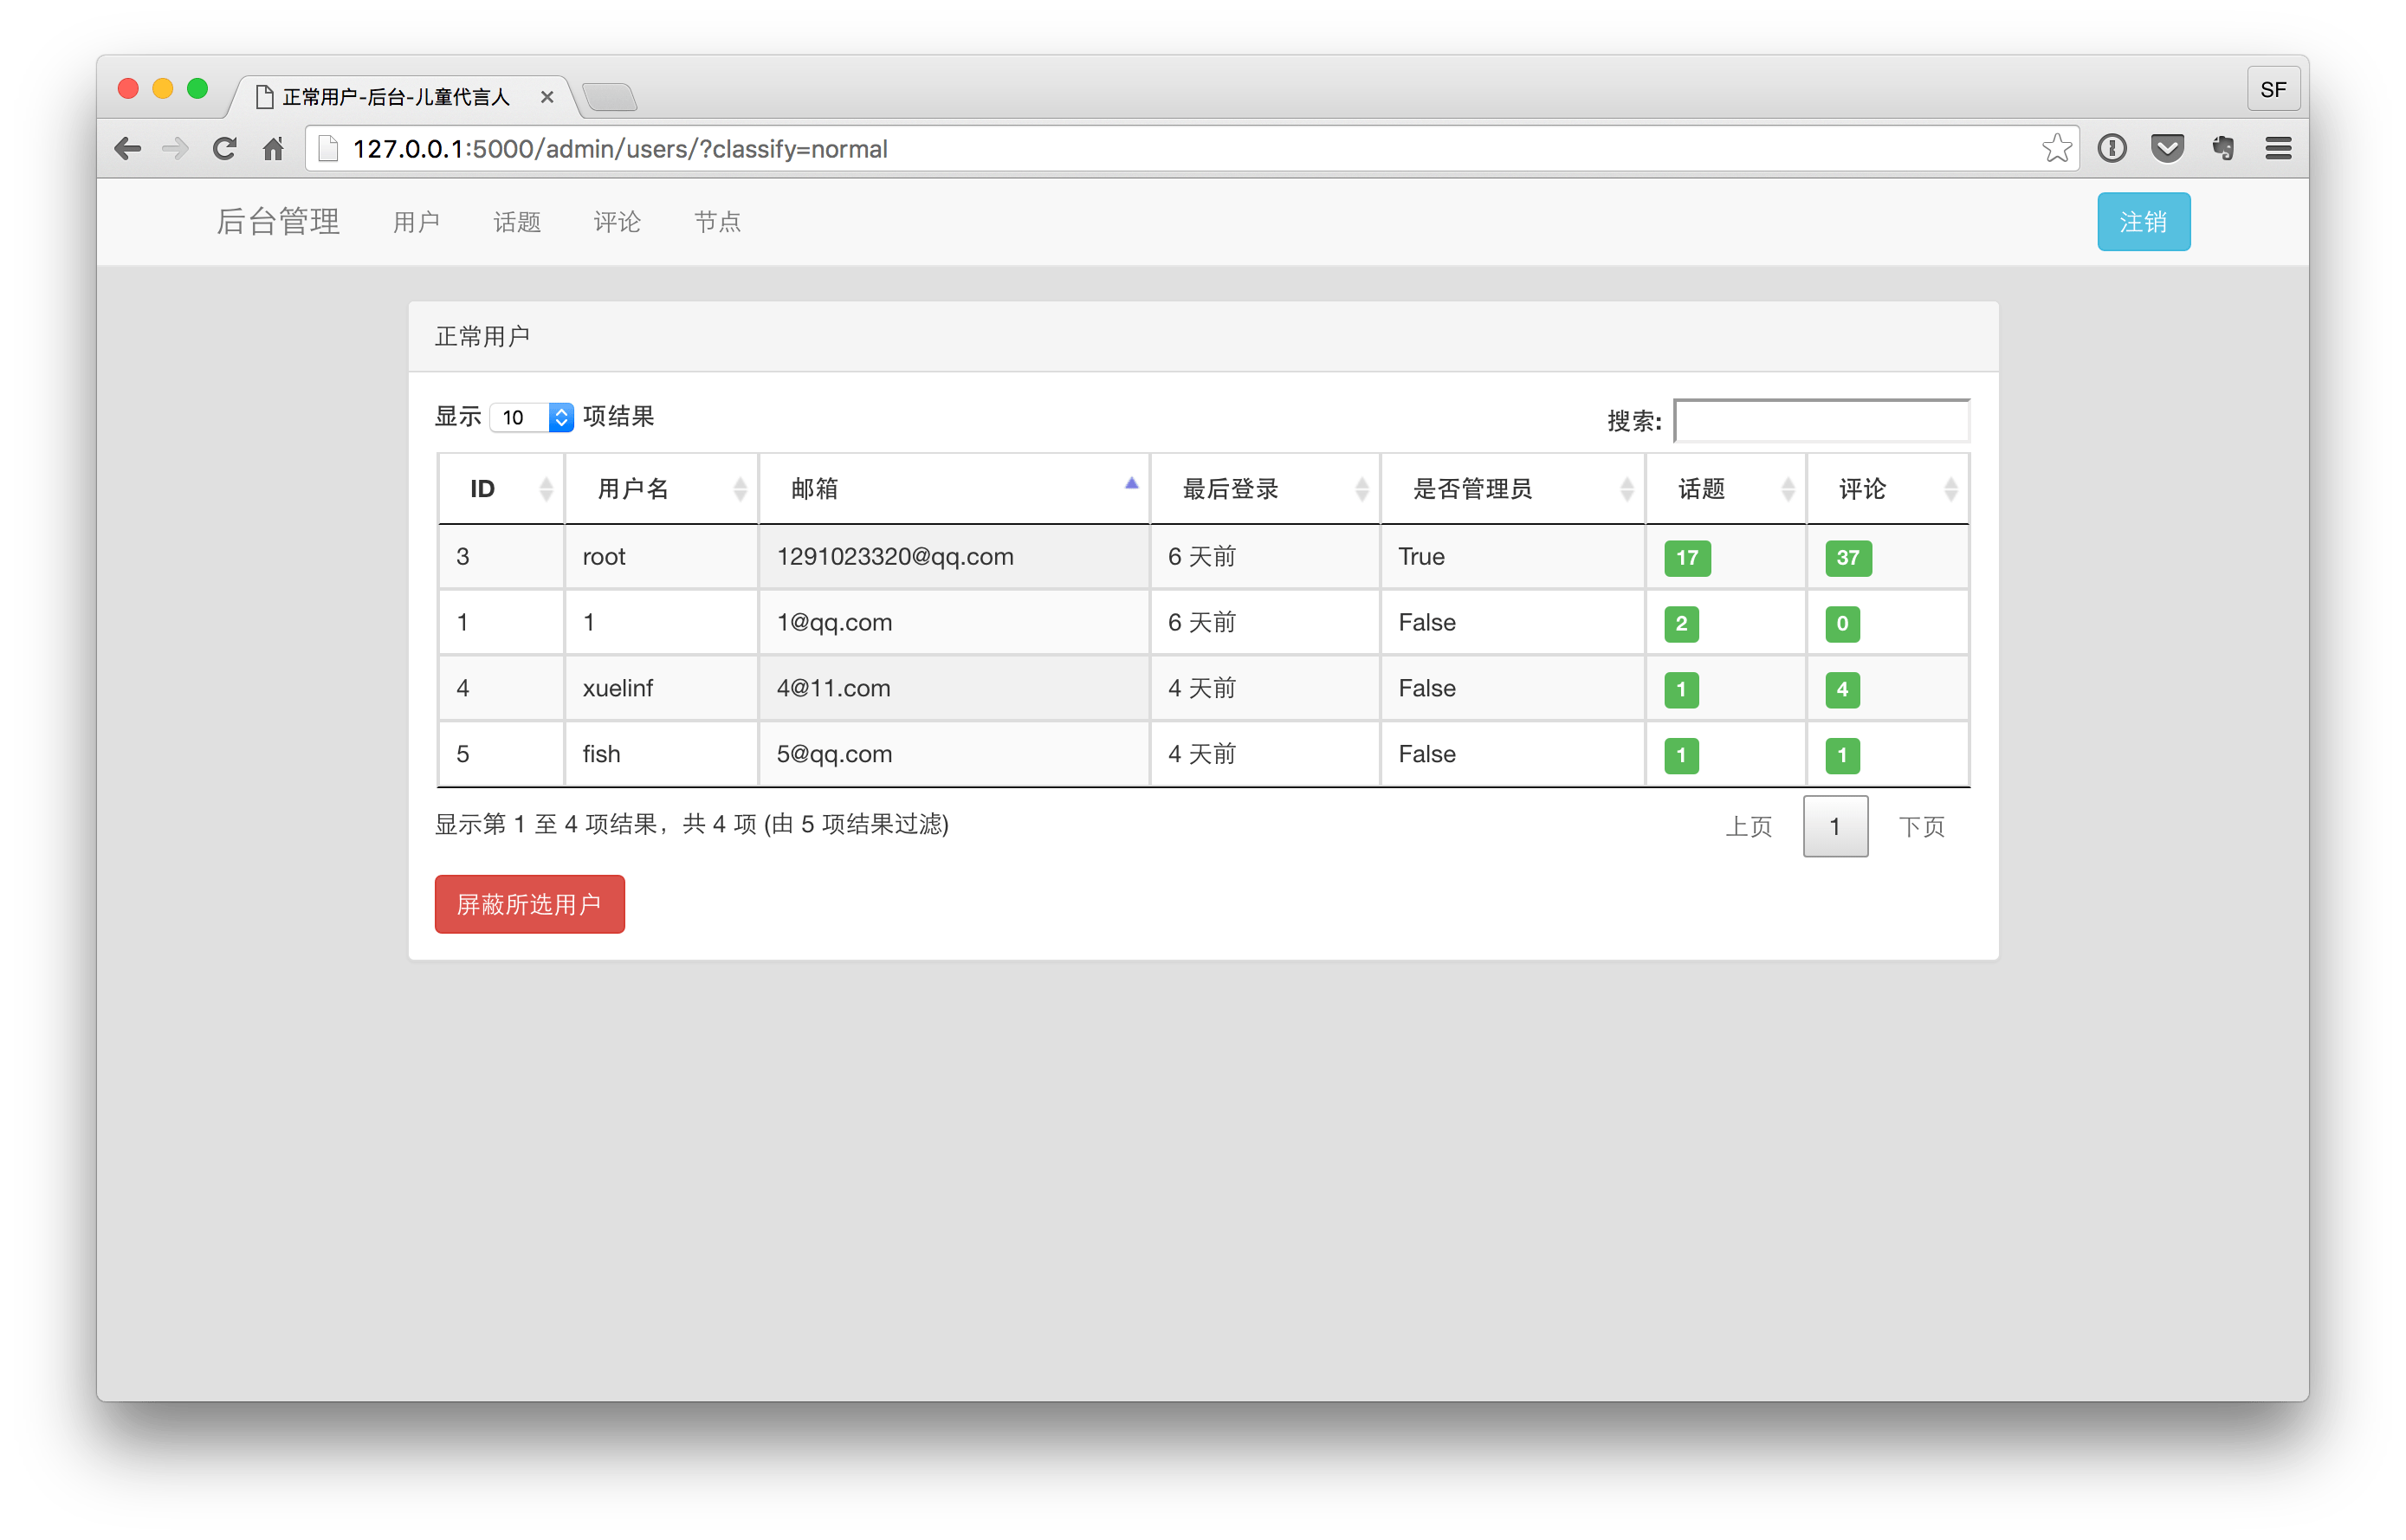 正常用户-后台-儿童代言人
SF
127.0.0.1:5000/admin/users/?classify=normal
后台管理 用户 话题 评论 节点 注销
正常用户
显示 10 项结果 搜索:
ID 用户名 邮箱 最后登录 是否管理员 话题 评论
3 root 1291023320@qq.com 6 天前 True 17 37
1 1 1@qq.com 6 天前 False 2 0
4 xuelinf 4@11.com 4 天前 False 1 4
5 fish 5@qq.com 4 天前 False 1 1
显示第 1 至 4 项结果，共 4 项 (由 5 项结果过滤) 上页 1 下页
屏蔽所选用户